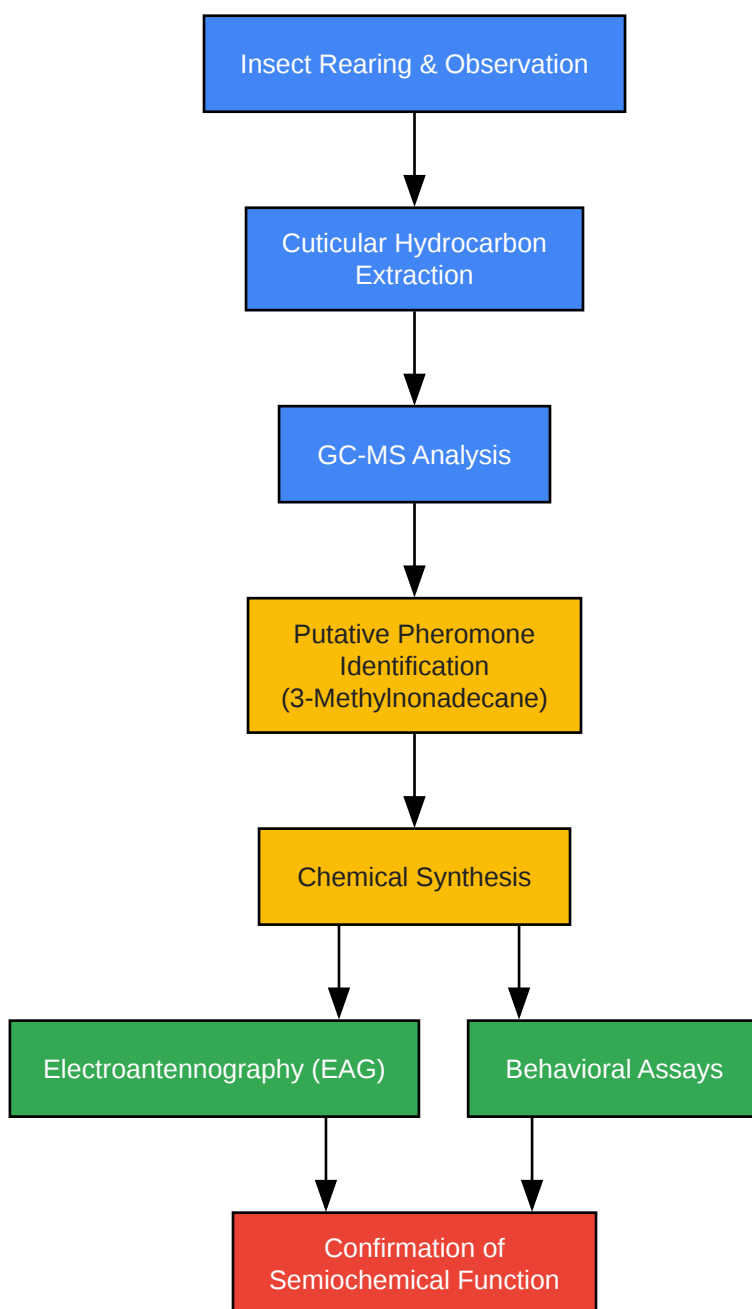 Insect Rearing & Observation
Cuticular Hydrocarbon
Extraction
GC-MS Analysis
Putative Pheromone
Identification
(3-Methylnonadecane)
Chemical Synthesis
Electroantennography (EAG)
Behavioral Assays
Confirmation of
Semiochemical Function